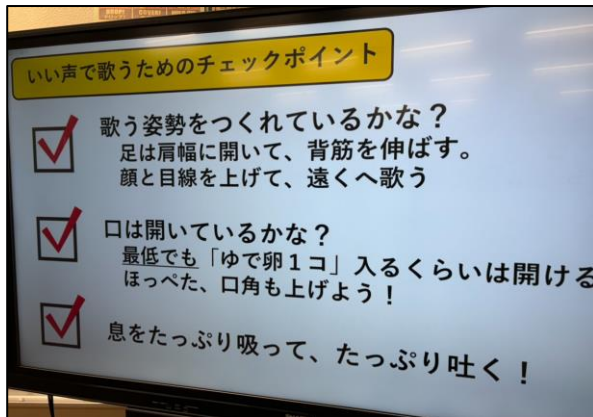 いい声で歌うためのチェックポイント
歌う姿勢をつくれているかな？
足は肩幅に開いて、背筋を伸ばす。
顔と目線を上げて、遠くへ歌う
口は開いているかな？
最低でも「ゆで卵１コ」入るくらいは開ける
ほっぺた、口角も上げよう！
息をたっぷり吸って、たっぷり吐く！